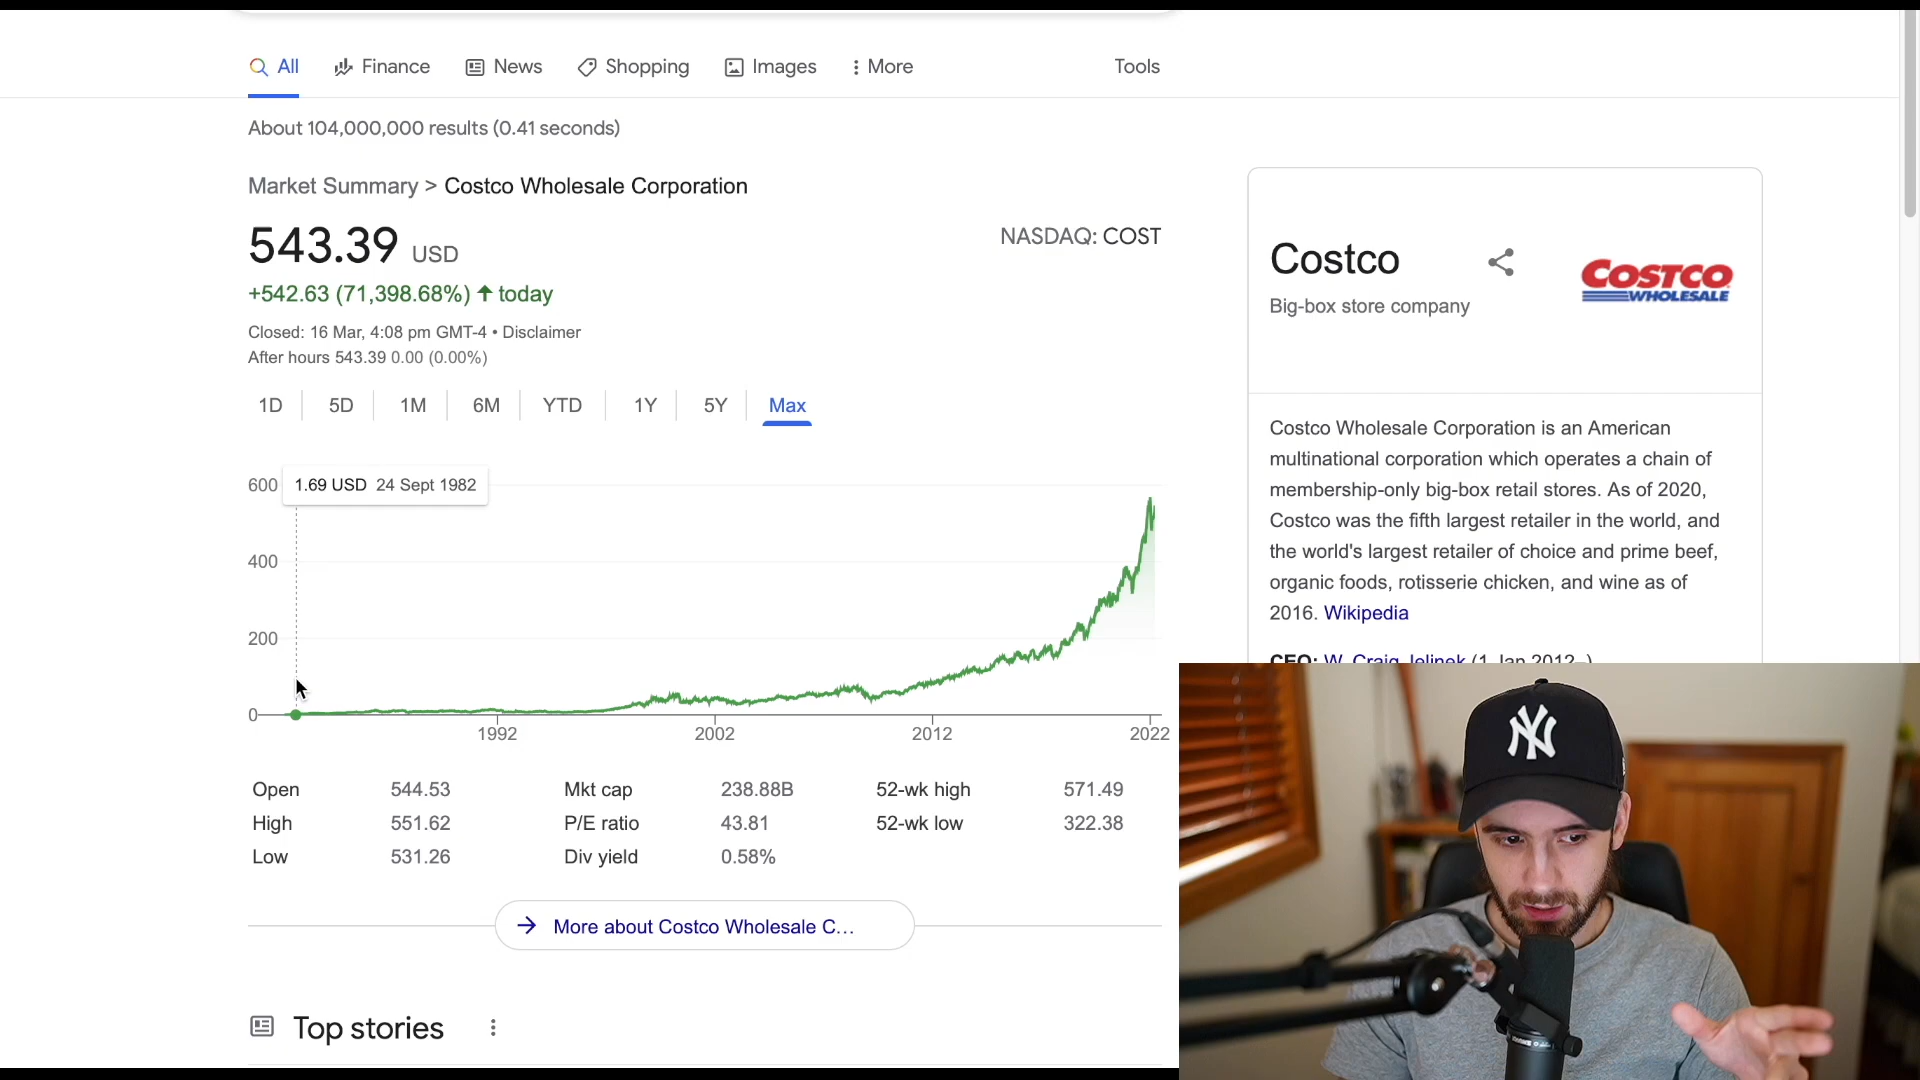 All
Finance
News
Shopping
Images
More
Tools
About 104,000,000 results (0.41 seconds)
Market Summary > Costco Wholesale Corporation
543.39 USD
NASDAQ: COST
+542.63 (71,398.68%) ↑ today
Closed: 16 Mar, 4:08 pm GMT-4 • Disclaimer
After hours 543.39 0.00 (0.00%)
1D 5D 1M 6M YTD 1Y 5Y Max
1.69 USD 24 Sept 1982
600
400
200
0
1992 2002 2012 2022
Open 544.53 Mkt cap 238.88B 52-wk high 571.49
High 551.62 P/E ratio 43.81 52-wk low 322.38
Low 531.26 Div yield 0.58%
More about Costco Wholesale C...
Top stories
Costco
Big-box store company
COSTCO
WHOLESALE
Costco Wholesale Corporation is an American
multinational corporation which operates a chain of
membership-only big-box retail stores. As of 2020,
Costco was the fifth largest retailer in the world, and
the world's largest retailer of choice and prime beef,
organic foods, rotisserie chicken, and wine as of
2016. Wikipedia
CEO: W. Craig Jelinek (1 Jan 2012–)
NY